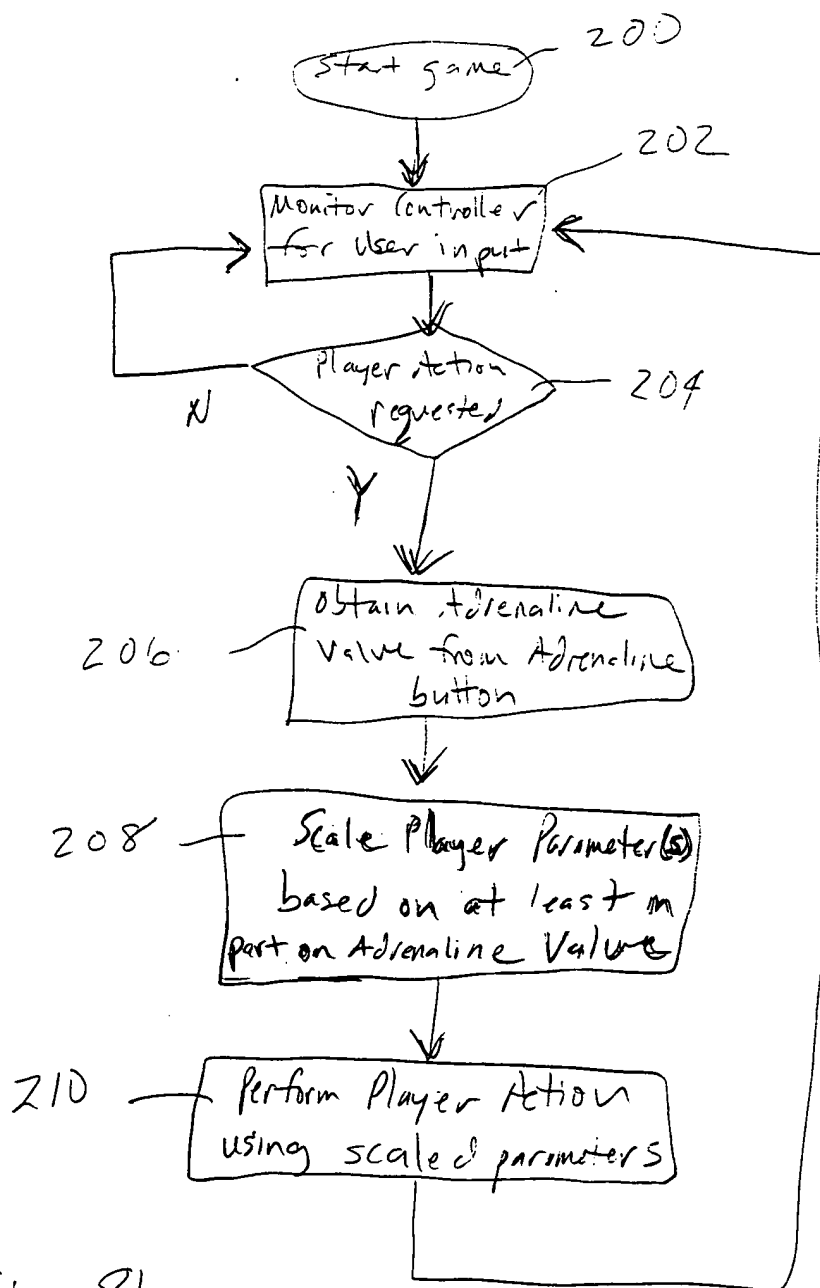 Start game
200
202
Monitor Controller
for User input
Player Action
requested
204
N
Y
206
Obtain Adrenaline
Value from Adrenaline
button
208
Scale Player Parameter(s)
based on at least in
part on Adrenaline Value
210
Perform Player Action
using scaled parameters